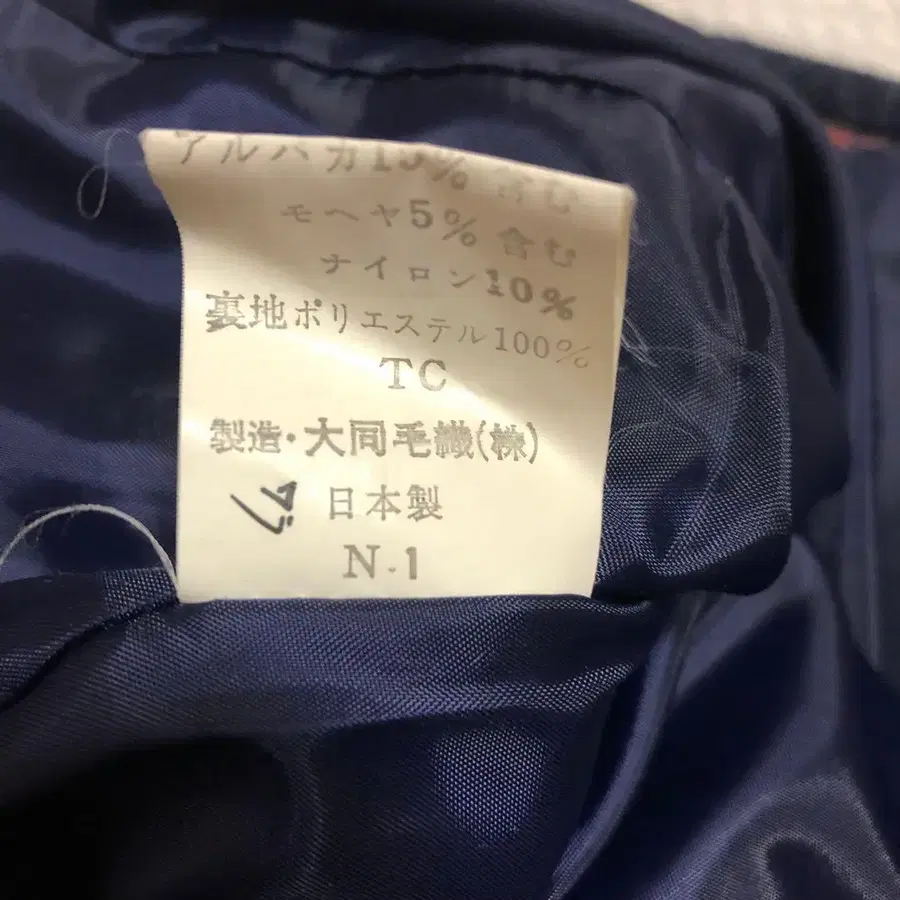 アルパカ15%含む
モヘヤ5%含む
ナイロン10%
裏地ポリエステル100%
TC
製造・大同毛織(株)
日本製
N.1